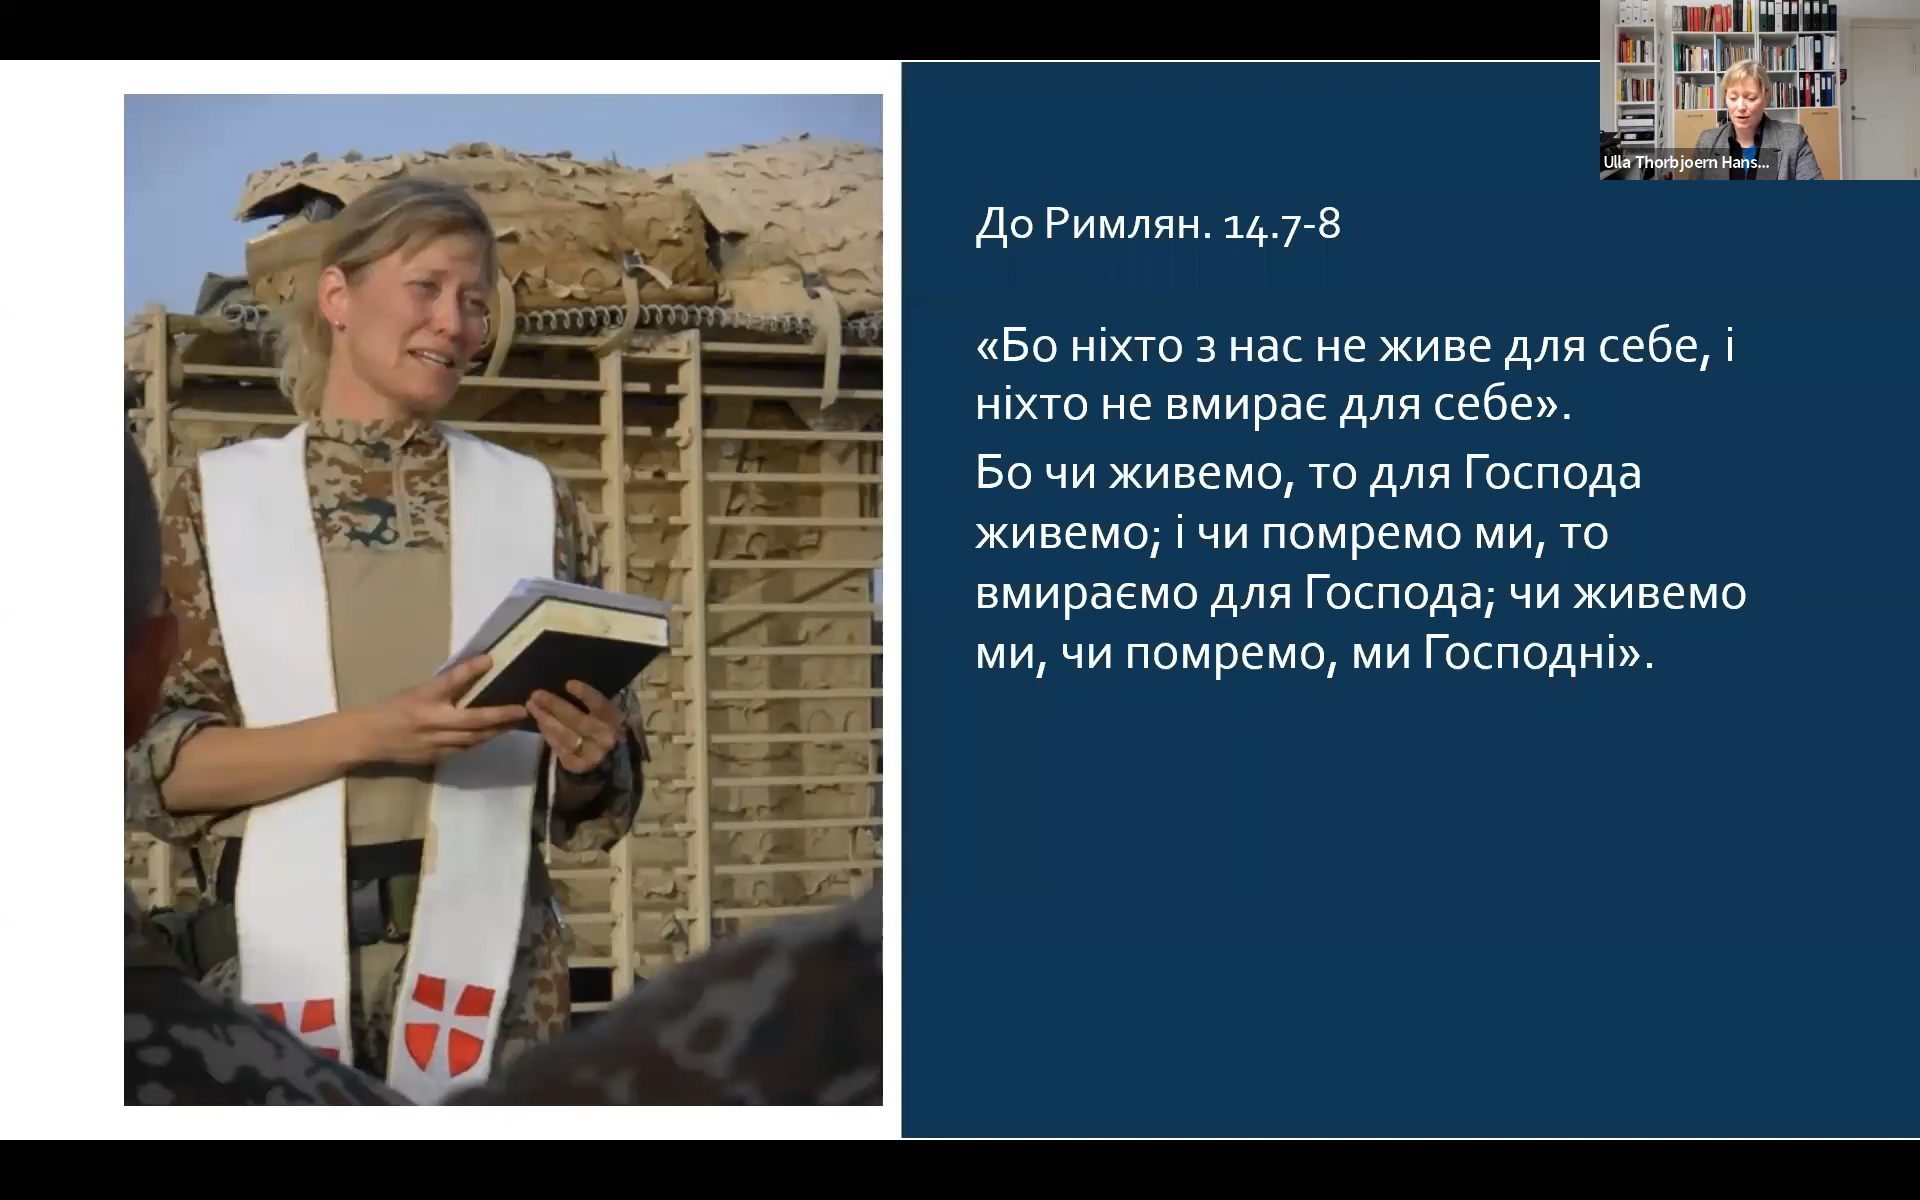 Ulla Thorbjoern Hans...
До Римлян. 14.7-8
«Бо ніхто з нас не живе для себе, і
ніхто не вмирає для себе».
Бо чи живемо, то для Господа
живемо; і чи помремо ми, то
вмираємо для Господа; чи живемо
ми, чи помремо, ми Господні».